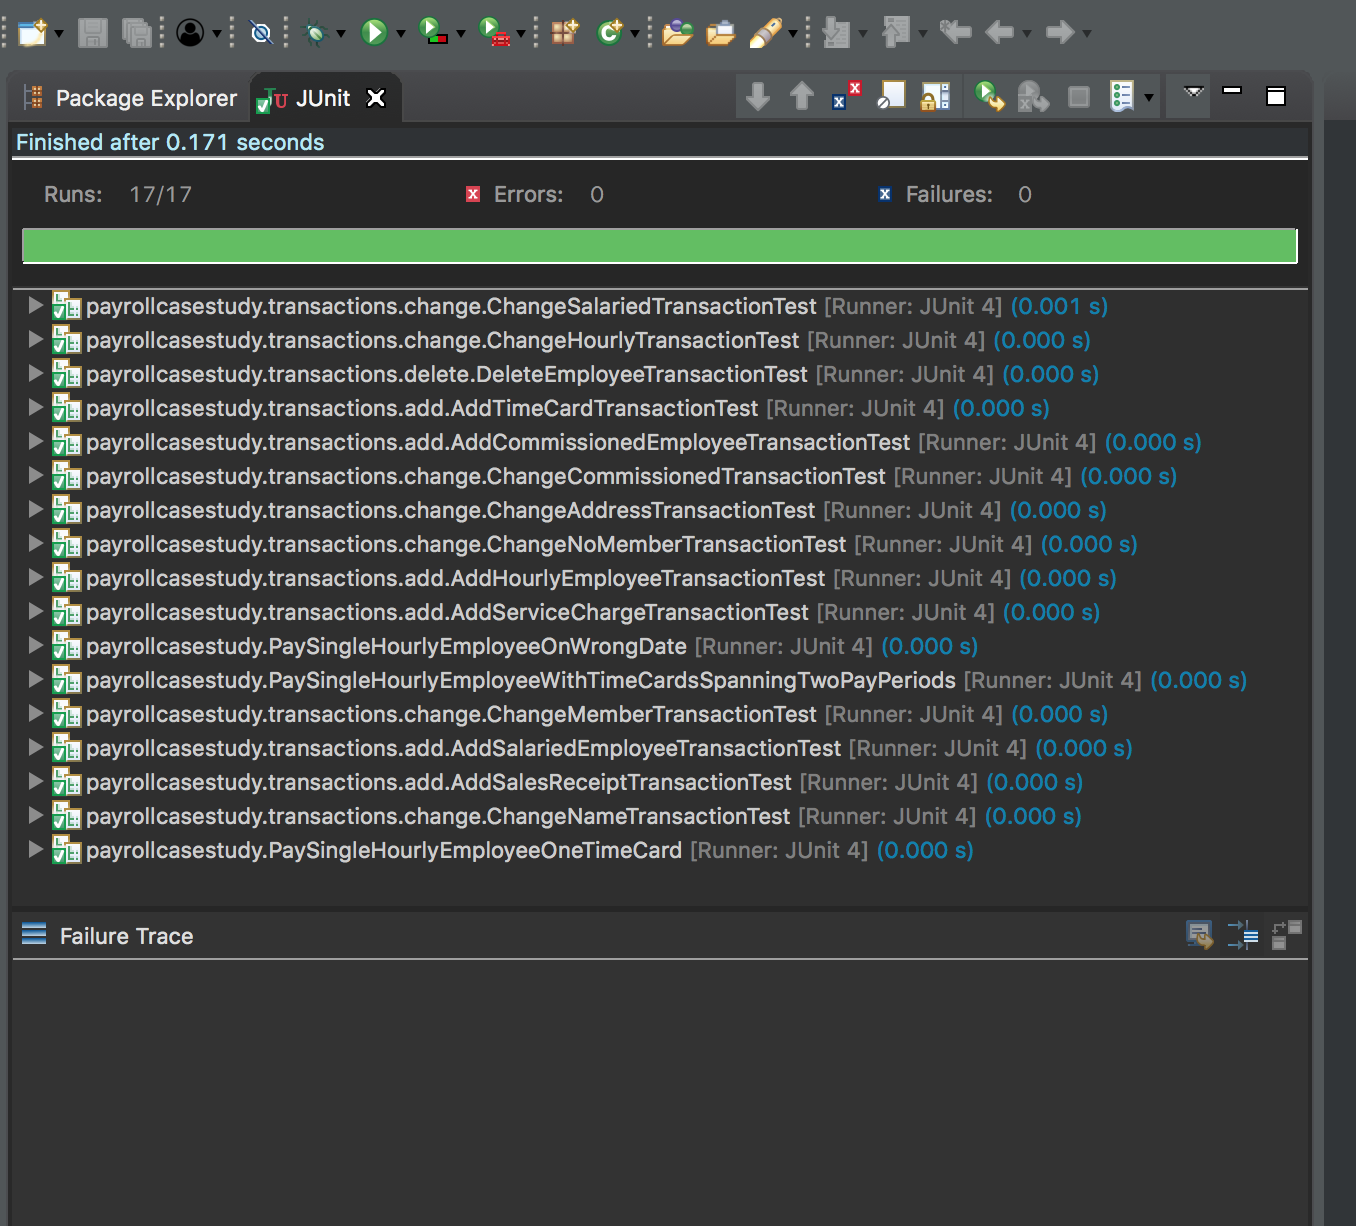 Package Explorer JUnit
Finished after 0.171 seconds
Runs: 17/17 Errors: 0 Failures: 0
payrollcasestudy.transactions.change.ChangeSalariedTransactionTest [Runner: JUnit 4] (0.001 s)
payrollcasestudy.transactions.change.ChangeHourlyTransactionTest [Runner: JUnit 4] (0.000 s)
payrollcasestudy.transactions.delete.DeleteEmployeeTransactionTest [Runner: JUnit 4] (0.000 s)
payrollcasestudy.transactions.add.AddTimeCardTransactionTest [Runner: JUnit 4] (0.000 s)
payrollcasestudy.transactions.add.AddCommissionedEmployeeTransactionTest [Runner: JUnit 4] (0.000 s)
payrollcasestudy.transactions.change.ChangeCommissionedTransactionTest [Runner: JUnit 4] (0.000 s)
payrollcasestudy.transactions.change.ChangeAddressTransactionTest [Runner: JUnit 4] (0.000 s)
payrollcasestudy.transactions.change.ChangeNoMemberTransactionTest [Runner: JUnit 4] (0.000 s)
payrollcasestudy.transactions.add.AddHourlyEmployeeTransactionTest [Runner: JUnit 4] (0.000 s)
payrollcasestudy.transactions.add.AddServiceChargeTransactionTest [Runner: JUnit 4] (0.000 s)
payrollcasestudy.PaySingleHourlyEmployeeOnWrongDate [Runner: JUnit 4] (0.000 s)
payrollcasestudy.PaySingleHourlyEmployeeWithTimeCardsSpanningTwoPayPeriods [Runner: JUnit 4] (0.000 s)
payrollcasestudy.transactions.change.ChangeMemberTransactionTest [Runner: JUnit 4] (0.000 s)
payrollcasestudy.transactions.add.AddSalariedEmployeeTransactionTest [Runner: JUnit 4] (0.000 s)
payrollcasestudy.transactions.add.AddSalesReceiptTransactionTest [Runner: JUnit 4] (0.000 s)
payrollcasestudy.transactions.change.ChangeNameTransactionTest [Runner: JUnit 4] (0.000 s)
payrollcasestudy.PaySingleHourlyEmployeeOneTimeCard [Runner: JUnit 4] (0.000 s)
Failure Trace